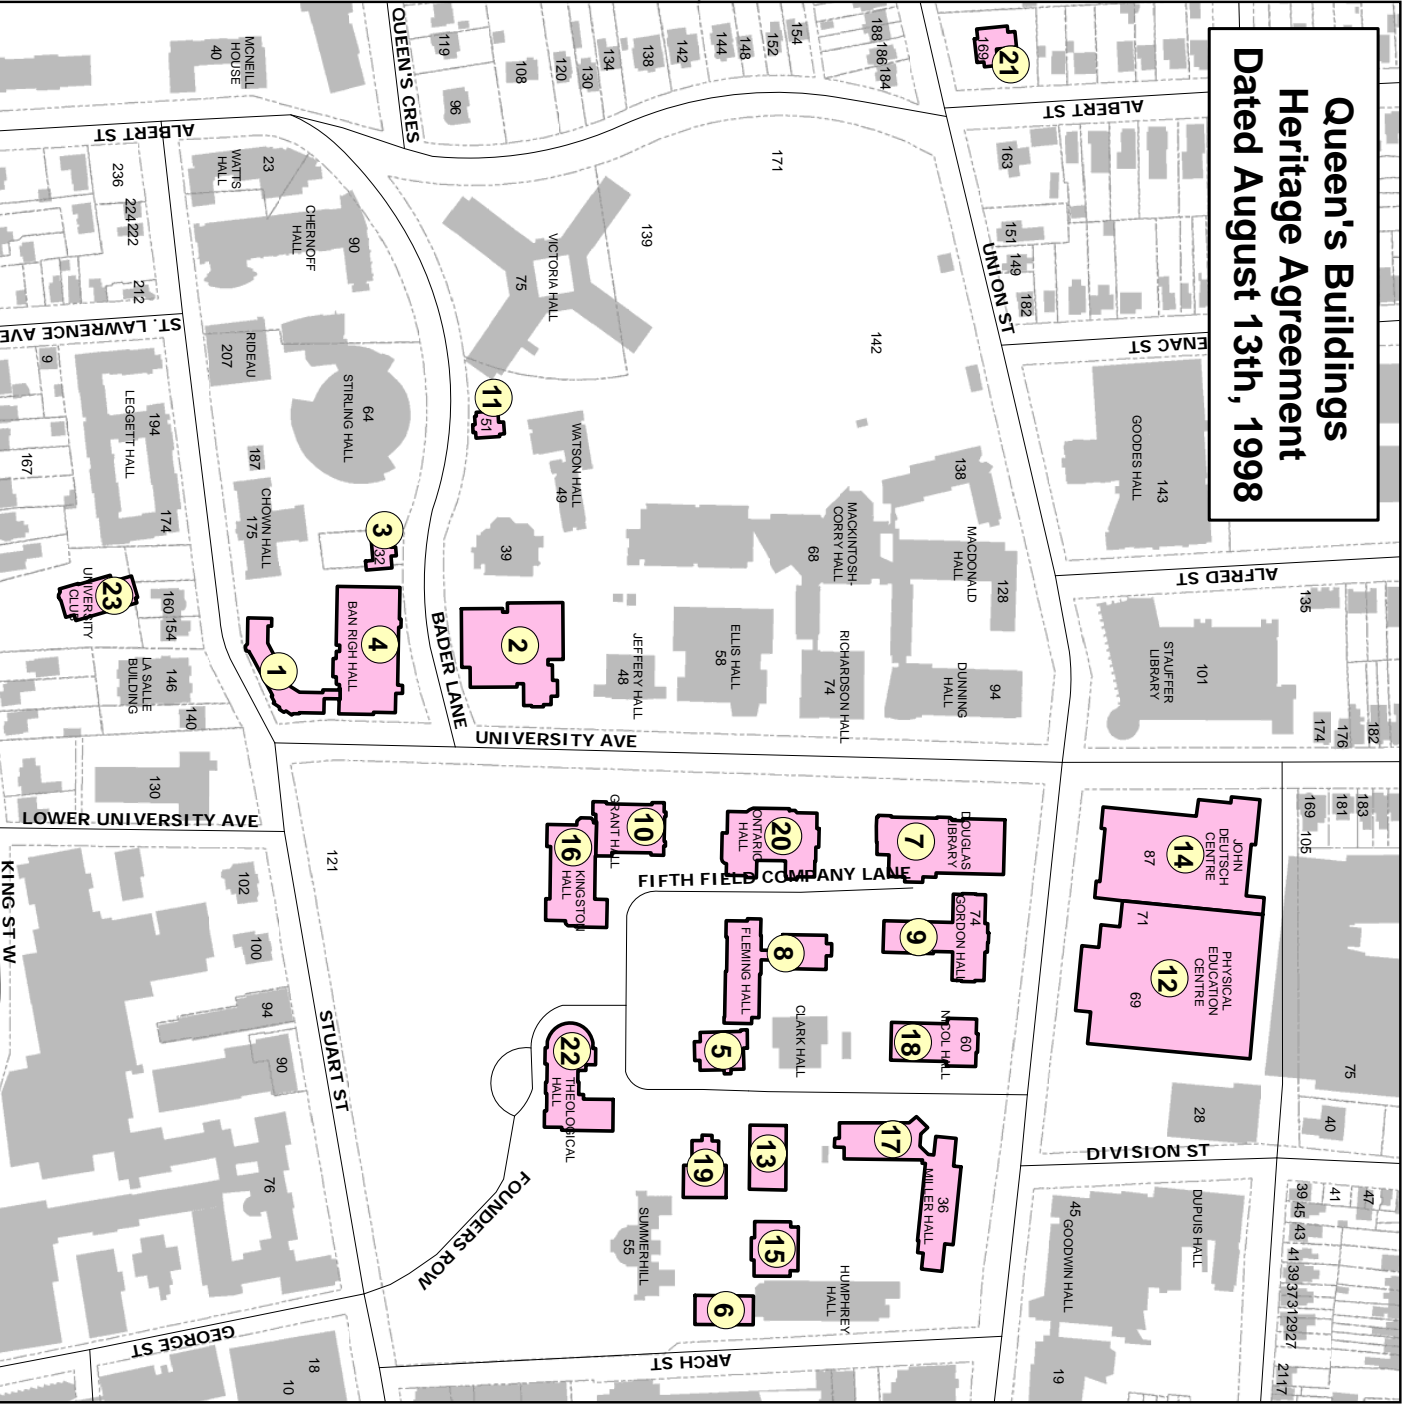 Queen's Buildings
Heritage Agreement
Dated August 13th, 1998
QUEEN'S CRES
ALBERT ST
ALBERT ST
UNION ST
ENAC ST
ALFRED ST
ST. LAWRENCE AVE
BADER LANE
UNIVERSITY AVE
LOWER UNIVERSITY AVE
KING ST W
STUART ST
FIFTH FIELD COMPANY LANE
FOUNDERS ROW
GEORGE ST
ARCH ST
DIVISION ST
MCNEILL
HOUSE
40
119
96
108
120
130
134
138
142
144
148
152
154
188
186
184
169
21
163
151
149
182
171
139
142
VICTORIA HALL
75
23
WATTS
HALL
CHERNOFF
HALL
90
236
224
222
212
9
RIDEAU
207
STIRLING HALL
64
194
LEGGETT HALL
174
167
187
CHOWN HALL
175
11
51
WATSON HALL
49
39
3
32
4
BAN RIGH HALL
1
2
23
UNIVERSITY
CLUB
160
154
146
LA SALLE
BUILDING
140
130
GOODES HALL
143
138
MACKINTOSH-
CORRY HALL
68
MACDONALD
HALL
128
ELLIS HALL
58
JEFFERY HALL
48
RICHARDSON HALL
74
DUNNING
HALL
94
STAUFFER
LIBRARY
101
135
174
176
182
169
181
183
105
121
102
100
94
90
76
18
10
GRANT HALL
10
16
KINGSTON
HALL
ONTARIO
HALL
20
7
DOUGLAS
LIBRARY
14
JOHN
DEUTSCH
CENTRE
87
71
PHYSICAL
EDUCATION
CENTRE
12
69
74
GORDON HALL
9
8
FLEMING HALL
CLARK HALL
5
18
NICOL HALL
60
22
THEOLOGICAL
HALL
17
MILLER HALL
36
13
19
15
6
SUMMERHILL
55
HUMPHREY
HALL
75
40
28
DUPUIS HALL
45 GOODWIN HALL
19
47
41
39
45
43
41
39
37
31
29
27
21
17